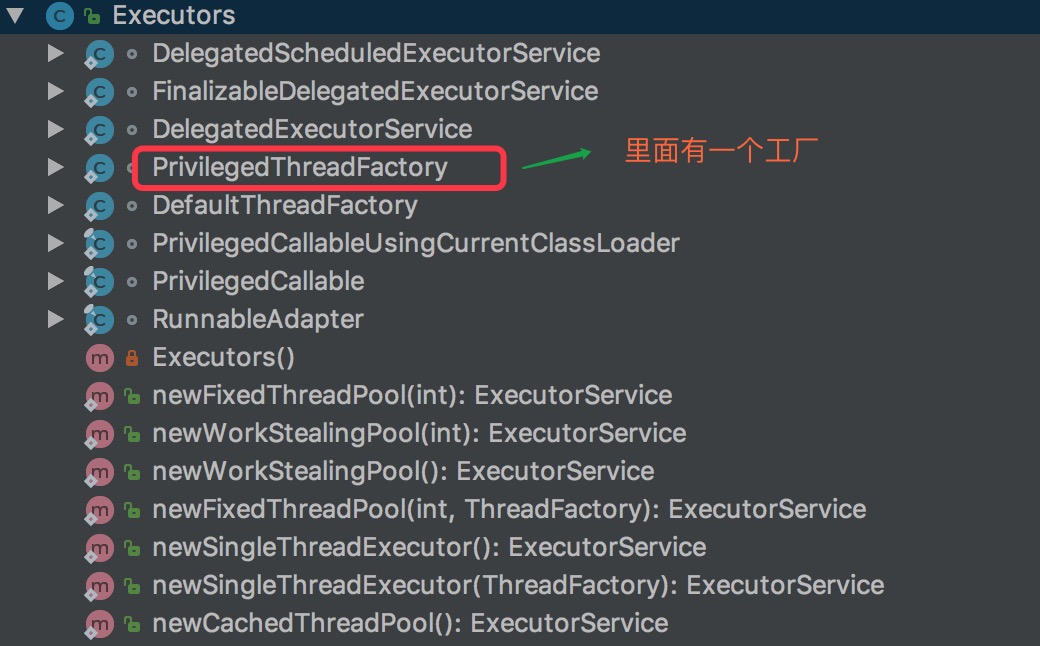 Executors
DelegatedScheduledExecutorService
FinalizableDelegatedExecutorService
DelegatedExecutorService
PrivilegedThreadFactory
里面有一个工厂
DefaultThreadFactory
PrivilegedCallableUsingCurrentClassLoader
PrivilegedCallable
RunnableAdapter
Executors()
newFixedThreadPool(int): ExecutorService
newWorkStealingPool(int): ExecutorService
newWorkStealingPool(): ExecutorService
newFixedThreadPool(int, ThreadFactory): ExecutorService
newSingleThreadExecutor(): ExecutorService
newSingleThreadExecutor(ThreadFactory): ExecutorService
newCachedThreadPool(): ExecutorService